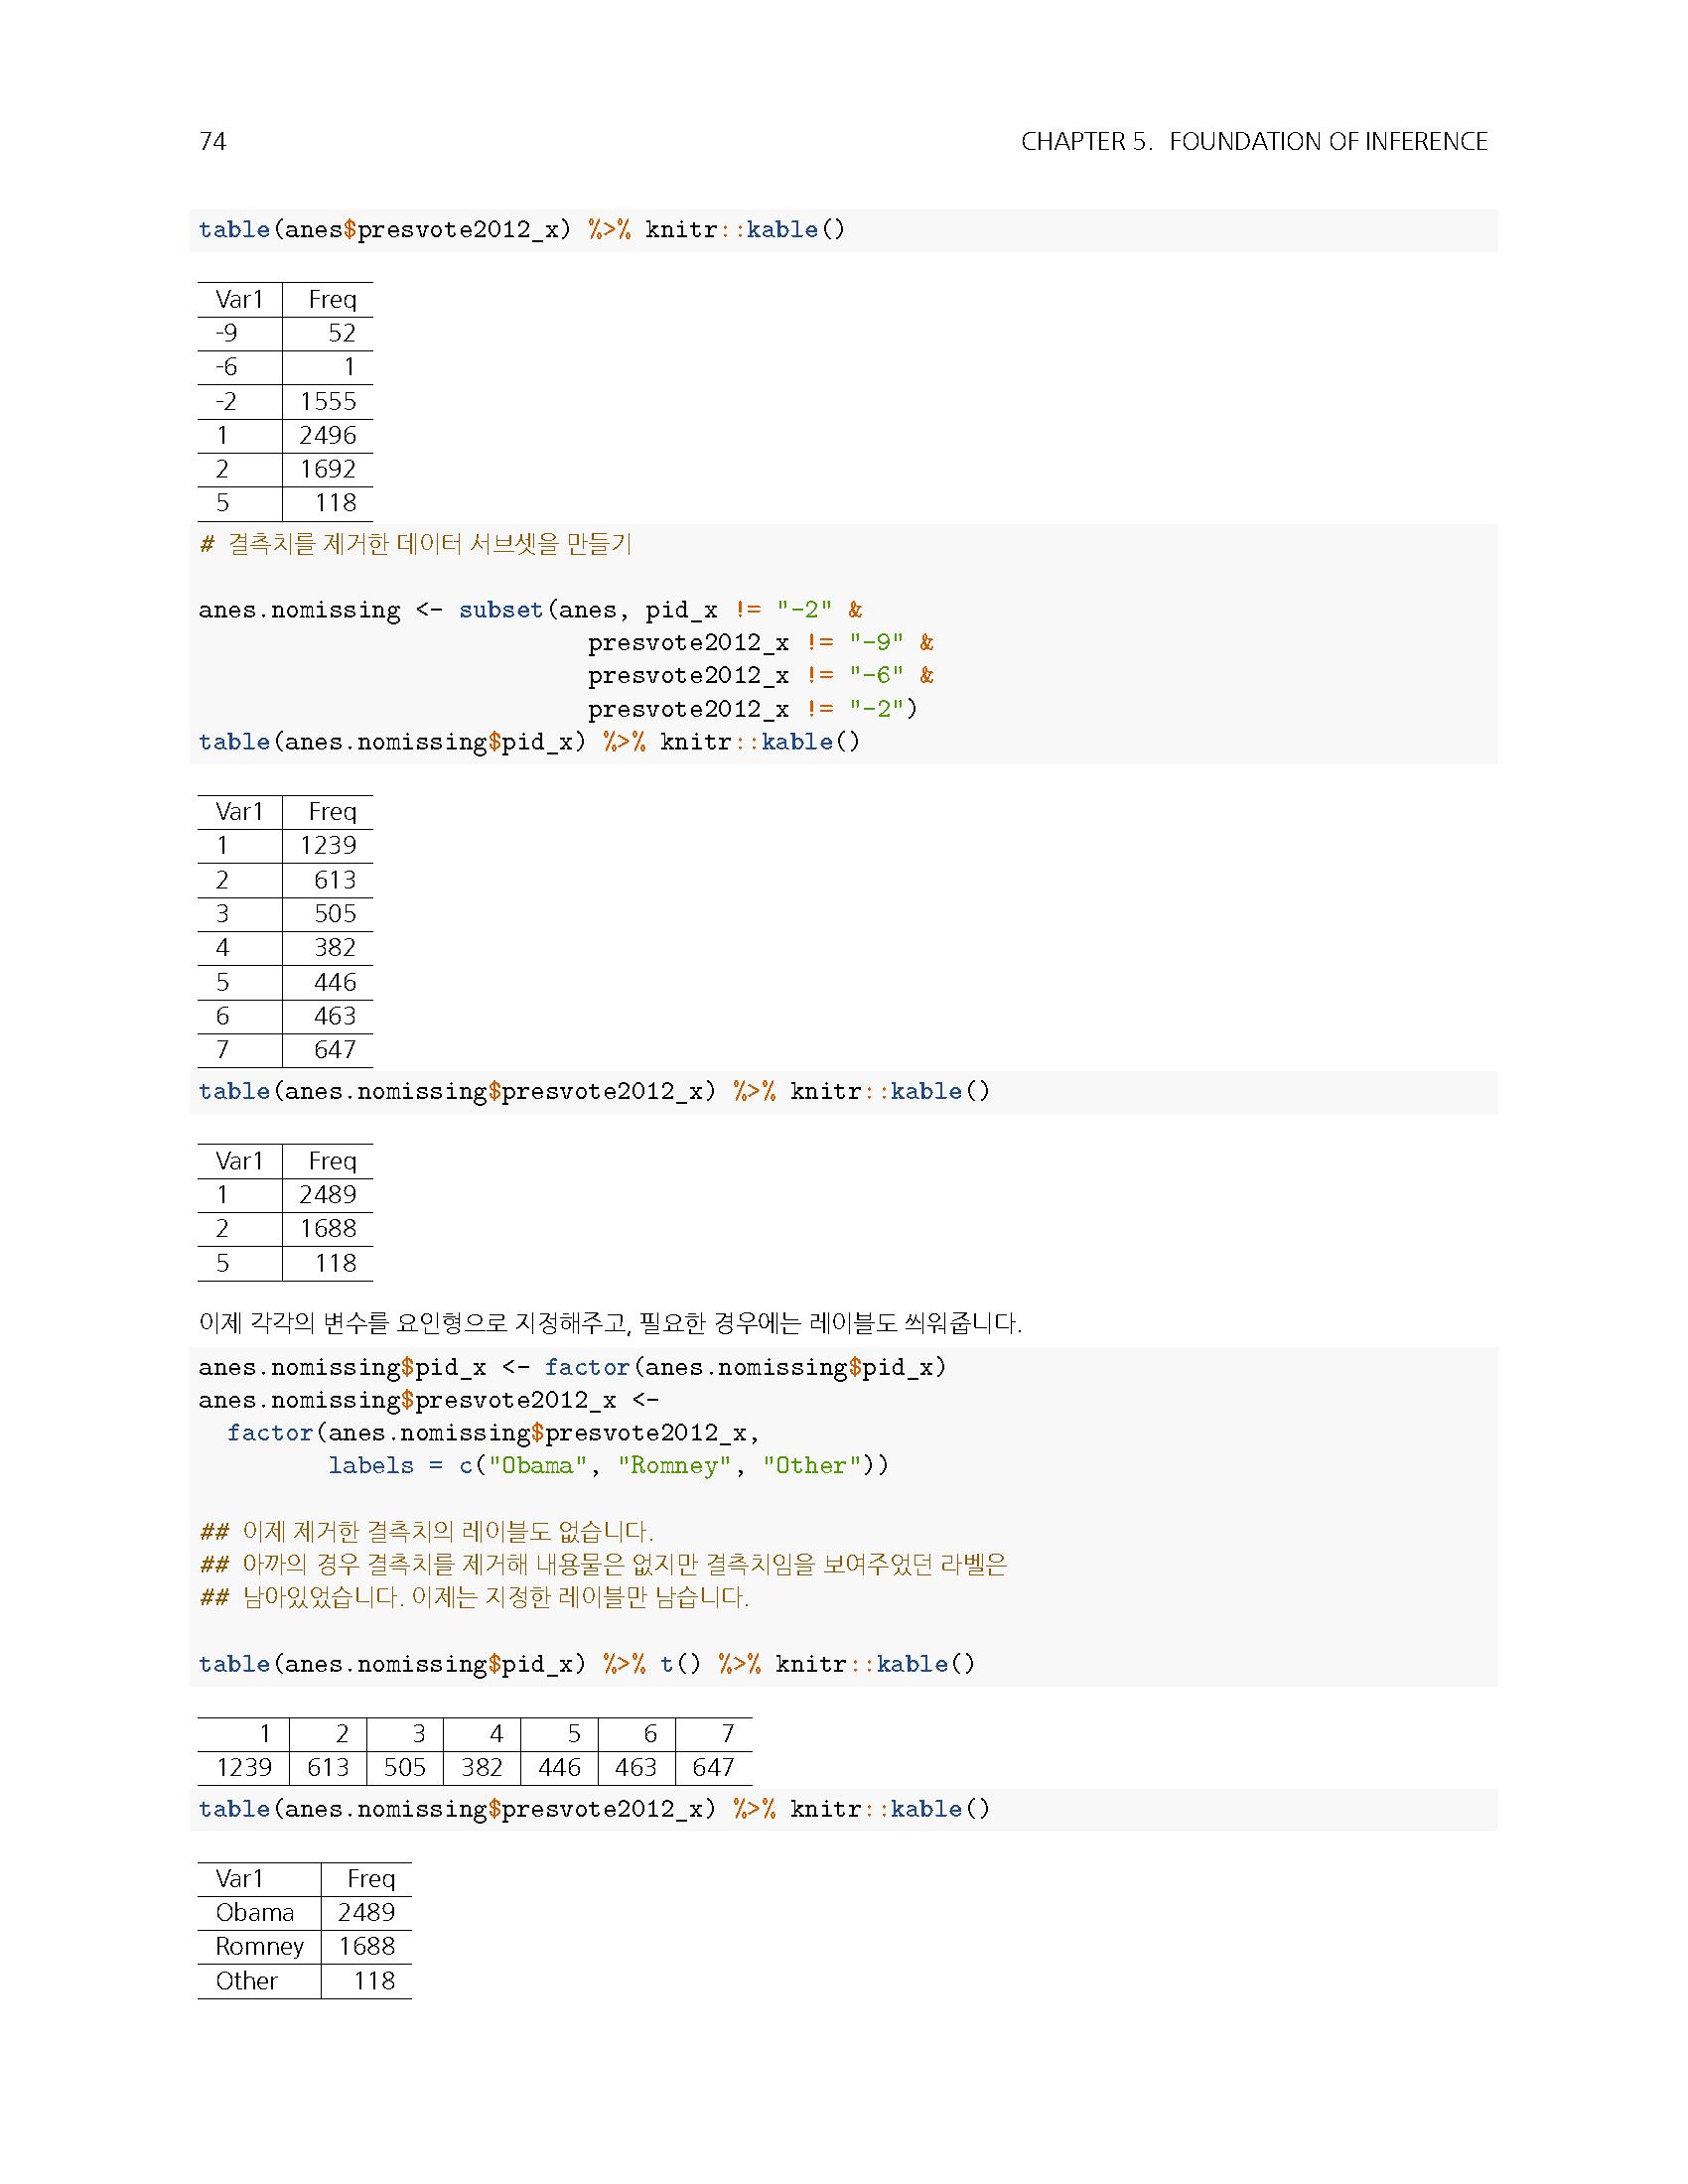 74 CHAPTER 5. FOUNDATION OF INFERENCE
table(anes$presvote2012_x) %>% knitr::kable()
Var1 Freq
-9 52
-6 1
-2 1555
1 2496
2 1692
5 118
# 결측치를 제거한 데이터 서브셋을 만들기
anes.nomissing <- subset(anes, pid_x != "-2" &
presvote2012_x != "-9" &
presvote2012_x != "-6" &
presvote2012_x != "-2")
table(anes.nomissing$pid_x) %>% knitr::kable()
Var1 Freq
1 1239
2 613
3 505
4 382
5 446
6 463
7 647
table(anes.nomissing$presvote2012_x) %>% knitr::kable()
Var1 Freq
1 2489
2 1688
5 118
이제 각각의 변수를 요인형으로 지정해주고, 필요한 경우에는 레이블도 씌워줍니다.
anes.nomissing$pid_x <- factor(anes.nomissing$pid_x)
anes.nomissing$presvote2012_x <-
factor(anes.nomissing$presvote2012_x,
labels = c("Obama", "Romney", "Other"))
## 이제 제거한 결측치의 레이블도 없습니다.
## 아까의 경우 결측치를 제거해 내용물은 없지만 결측치임을 보여주었던 라벨은
## 남아있었습니다. 이제는 지정한 레이블만 남습니다.
table(anes.nomissing$pid_x) %>% t() %>% knitr::kable()
1 2 3 4 5 6 7
1239 613 505 382 446 463 647
table(anes.nomissing$presvote2012_x) %>% knitr::kable()
Var1 Freq
Obama 2489
Romney 1688
Other 118